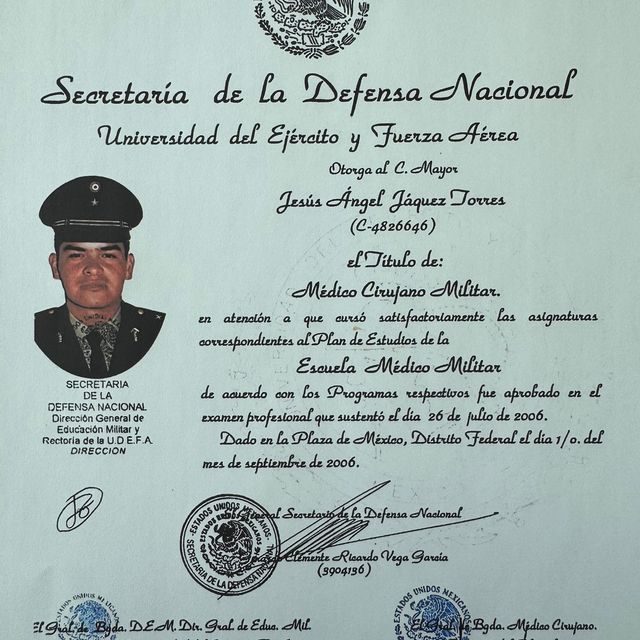 Secretaría de la Defensa Nacional
Universidad del Ejército y Fuerza Aérea
Otorga al C. Mayor
Jesús Ángel Jáquez Torres
(C-4826646)
el Título de:
Médico Cirujano Militar.
en atención a que cursó satisfactoriamente las asignaturas
correspondientes al Plan de Estudios de la
Escuela Médico Militar
de acuerdo con los Programas respectivos fue aprobado en el
examen profesional que sustentó el día 26 de julio de 2006.
Dado en la Plaza de México, Distrito Federal el día 1/o. del
mes de septiembre de 2006.
SECRETARIA
DE LA
DEFENSA NACIONAL
Dirección General de
Educación Militar y
Rectoría de la U.D.E.F.A.
DIRECCION
Secretario de la Defensa Nacional
Clemente Ricardo Vega García
(3904136)
ESTADOS UNIDOS MEXICANOS
SECRETARIA DE LA DEFENSA NACIONAL
ESTADOS UNIDOS MEXICANOS
El Gral. de Bgda. D.E.M. Dir. Gral. de Educ. Mil.
El Gral. de Bgda. Médico Cirujano.